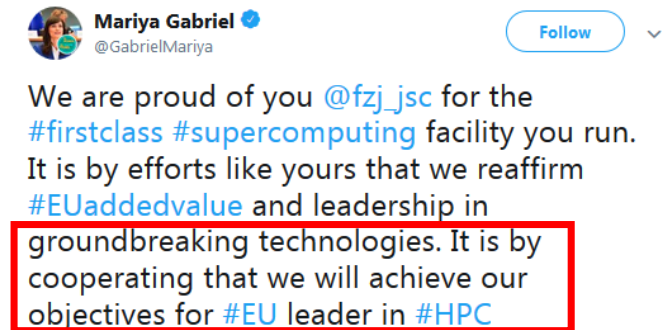 Mariya Gabriel
@GabrielMariya
Follow
We are proud of you @fzj_jsc for the
#firstclass #supercomputing facility you run.
It is by efforts like yours that we reaffirm
#EUaddedvalue and leadership in
groundbreaking technologies. It is by
cooperating that we will achieve our
objectives for #EU leader in #HPC